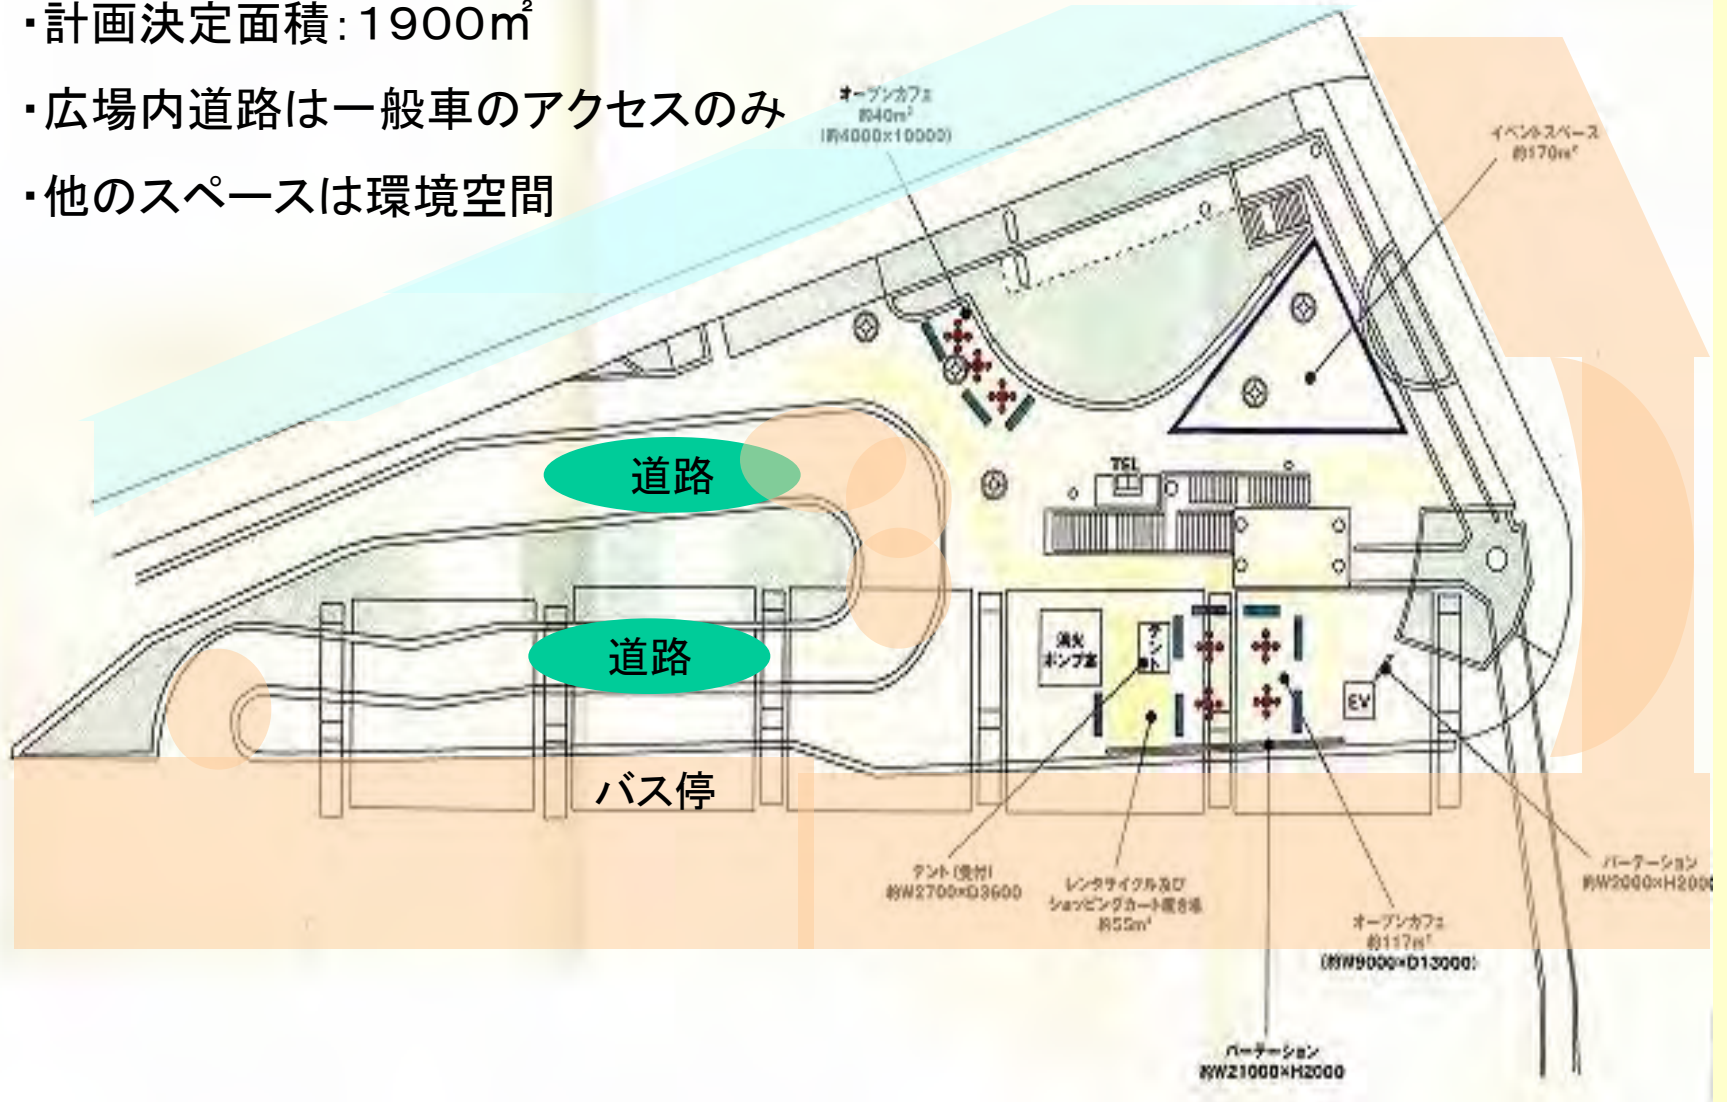 ・計画決定面積：1900㎡
・広場内道路は一般車のアクセスのみ
・他のスペースは環境空間
オープンカフェ
約40m²
(約4000×10000)
イベントスペース
約170m²
道路
TEL
道路
消火
ポンプ室
テント
EV
バス停
テント(受付)
約W2700×D3600
レンタサイクル及び
ショッピングカート置き場
約55m²
オープンカフェ
約117m²
(約W9000×D13000)
パーテーション
約W2000×H2000
パーテーション
約W21000×H2000